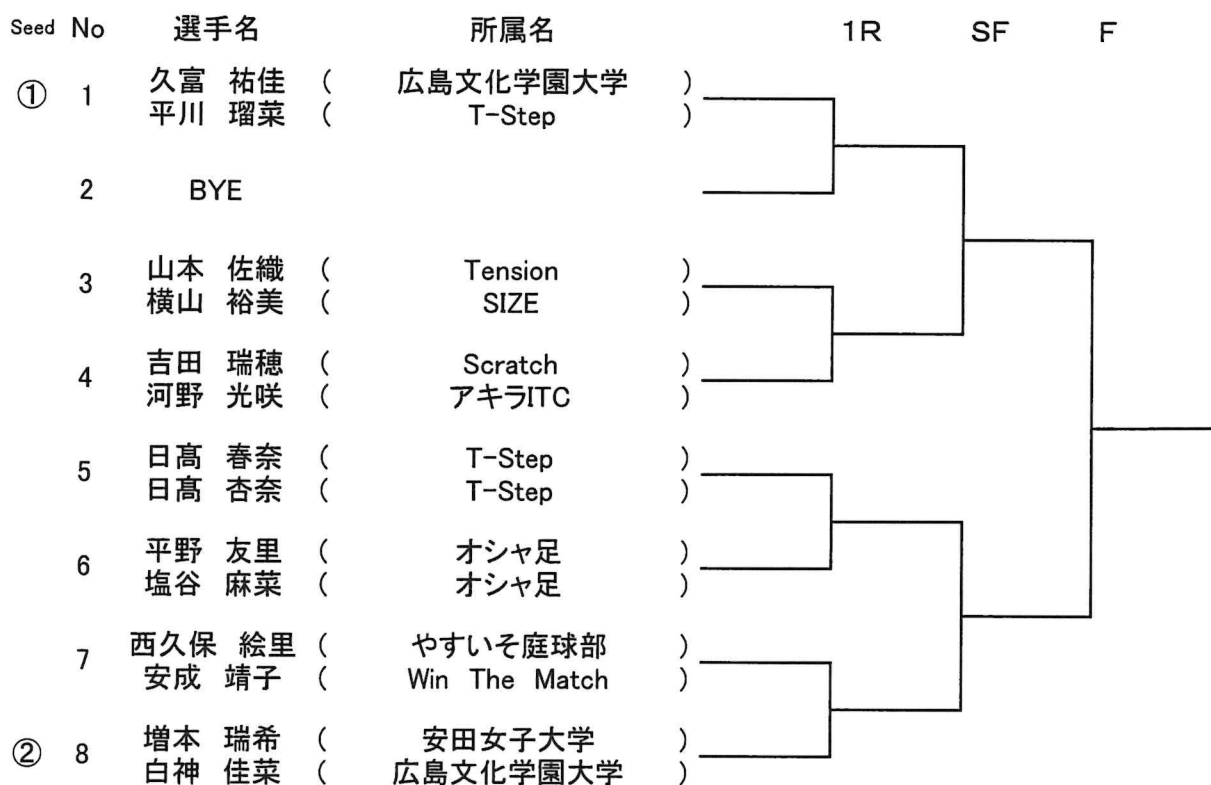 Seed No 選手名 所属名 1R SF F
① 1 久富 祐佳 ( 広島文化学園大学 )
平川 瑠菜 ( T-Step )
2 BYE
3 山本 佐織 ( Tension )
横山 裕美 ( SIZE )
4 吉田 瑞穂 ( Scratch )
河野 光咲 ( アキラITC )
5 日髙 春奈 ( T-Step )
日髙 杏奈 ( T-Step )
6 平野 友里 ( オシャ足 )
塩谷 麻菜 ( オシャ足 )
7 西久保 絵里 ( やすいそ庭球部 )
安成 靖子 ( Win The Match )
② 8 増本 瑞希 ( 安田女子大学 )
白神 佳菜 ( 広島文化学園大学 )